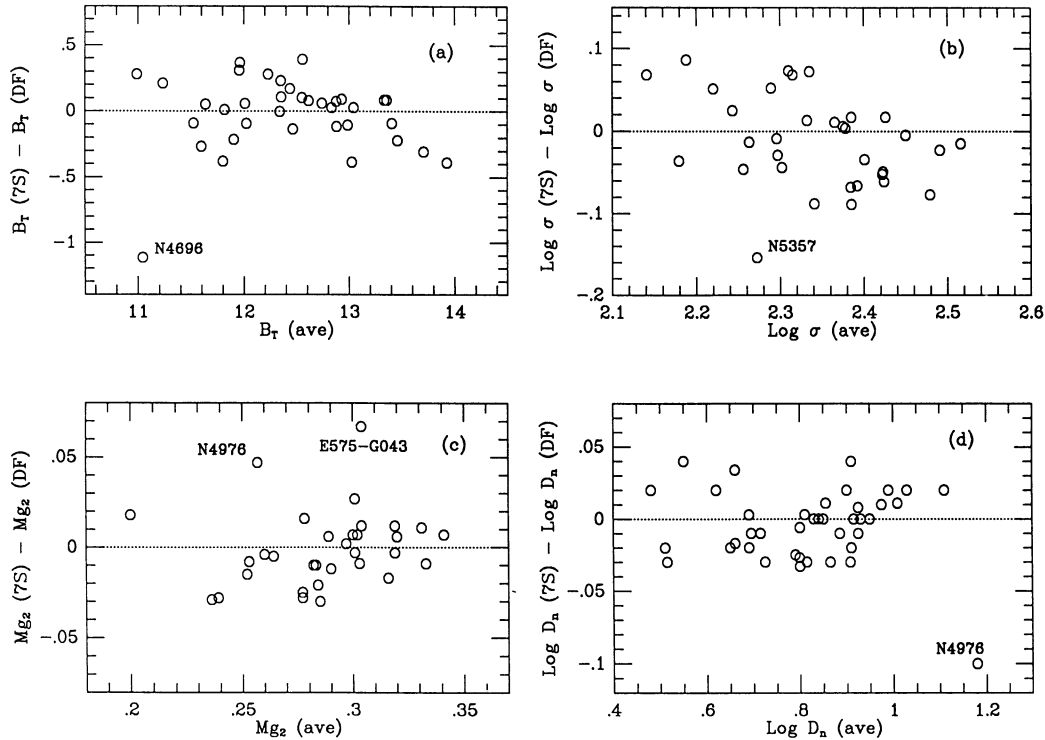 (a)
B_T (7S) − B_T (DF)
.5
0
−.5
−1
N4696
11
12
13
14
B_T (ave)
(b)
Log σ (7S) − Log σ (DF)
.1
0
−.1
−.2
N5357
2.1
2.2
2.3
2.4
2.5
2.6
Log σ (ave)
(c)
Mg₂ (7S) − Mg₂ (DF)
.05
0
−.05
N4976
E575−G043
.2
.25
.3
.35
Mg₂ (ave)
(d)
Log D_n (7S) − Log D_n (DF)
.05
0
−.05
−.1
N4976
.4
.6
.8
1
1.2
Log D_n (ave)